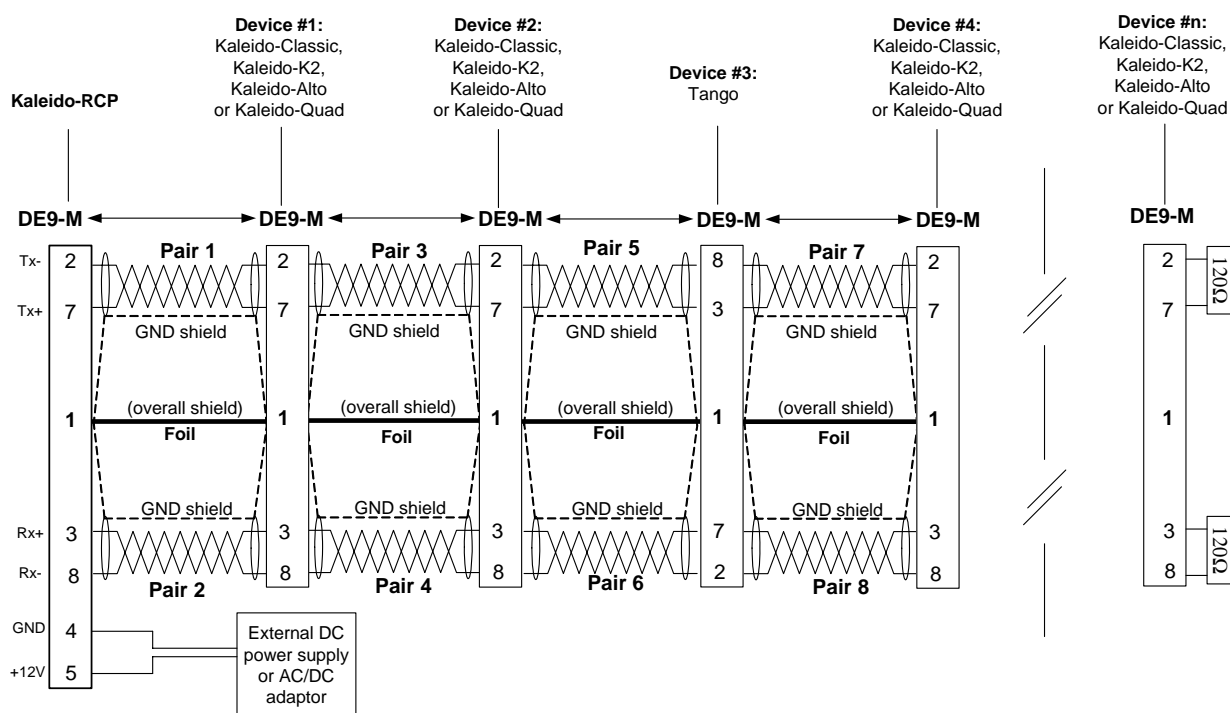 Device #1:
Kaleido-Classic,
Kaleido-K2,
Kaleido-Alto
or Kaleido-Quad
Device #2:
Kaleido-Classic,
Kaleido-K2,
Kaleido-Alto
or Kaleido-Quad
Device #3:
Tango
Device #4:
Kaleido-Classic,
Kaleido-K2,
Kaleido-Alto
or Kaleido-Quad
Device #n:
Kaleido-Classic,
Kaleido-K2,
Kaleido-Alto
or Kaleido-Quad
Kaleido-RCP
DE9-M DE9-M DE9-M DE9-M DE9-M DE9-M
Pair 1 Pair 3 Pair 5 Pair 7
Tx- 2 2 2 8 2 2
120Ω
Tx+ 7 7 7 3 7 7
GND shield GND shield GND shield GND shield
(overall shield) (overall shield) (overall shield) (overall shield)
1 1 1 1 1 1
Foil Foil Foil Foil
GND shield GND shield GND shield GND shield
Rx+ 3 3 3 7 3 3
120Ω
Rx- 8 8 8 2 8 8
Pair 2 Pair 4 Pair 6 Pair 8
GND 4
+12V 5
External DC
power supply
or AC/DC
adaptor